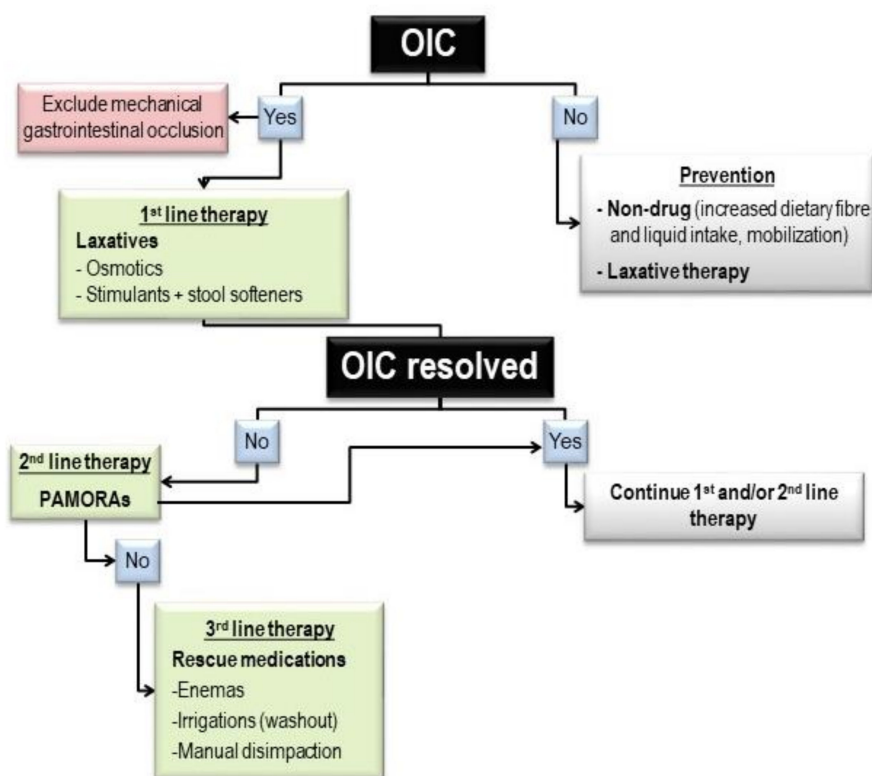 OIC
Exclude mechanical
gastrointestinal occlusion
Yes
No
1st line therapy
Laxatives
- Osmotics
- Stimulants + stool softeners
Prevention
- Non-drug (increased dietary fibre
and liquid intake, mobilization)
- Laxative therapy
OIC resolved
No
Yes
2nd line therapy
PAMORAs
Continue 1st and/or 2nd line
therapy
No
3rd line therapy
Rescue medications
-Enemas
-Irrigations (washout)
-Manual disimpaction